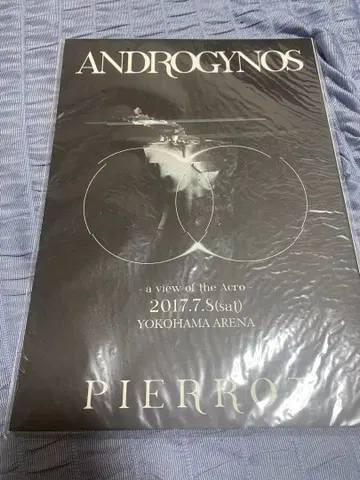 ANDROGYNOS
- a view of the Acro -
2017.7.8(sat)
YOKOHAMA ARENA
PIERROT